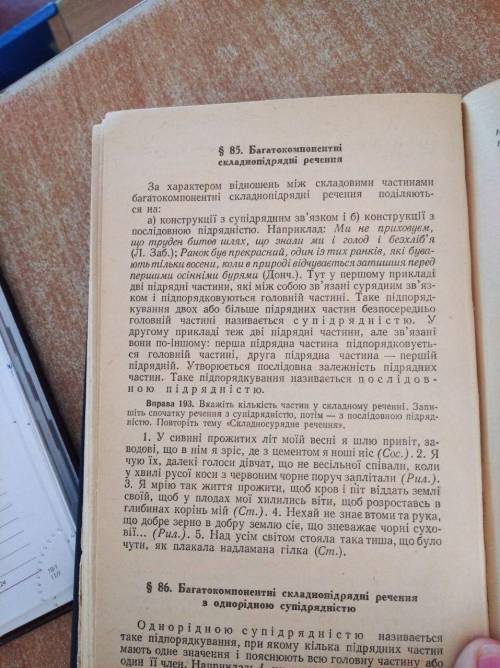 § 85. Багатокомпонентні
складнопідрядні речення
За характером відношень між складовими частинами
багатокомпонентні складнопідрядні речення поділяють-
ся на:
а) конструкції з супідрядним зв’язком і б) конструкції з
послідовною підрядністю. Наприклад: Ми не приховуєм,
що труден битов шлях, що знали ми і голод і безхліб’я
(Л. Заб.); Ранок був прекрасний, один із тих ранків, які бува-
ють тільки восени, коли в природі відчувається затишшя перед
першими осінніми бурями (Донч.). Тут у першому прикладі
дві підрядні частини, які між собою зв’язані сурядним зв’яз-
ком і підпорядковуються головній частині. Таке підпоряд-
кування двох або більше підрядних частин безпосередньо
головній частині називається супідрядністю. У
другому прикладі теж дві підрядні частини, але зв’язані
вони по-іншому: перша підрядна частина підпорядковуєть-
ся головній частині, друга підрядна частина — першій
підрядній. Утворюється послідовна залежність підрядних
частин. Таке підпорядкування називається послідов-
ною підрядністю.
Вправа 193. Вкажіть кількість частин у складному реченні. Запи-
шіть спочатку речення з супідрядністю, потім — з послідовною підряд-
ністю. Повторіть тему «Складносурядне речення».
1. У сивині прожитих літ моїй весні я шлю привіт, за-
водові, що в нім я зріс, де з цементом я ноші ніс (Сос.). 2. Я
чую їх, далекі голоси дівчат, що не весільної співали, коли
у хвилі русої коси з червоним чорне поруч заплітали (Рил.).
3. Я мрію так життя прожити, щоб кров і піт віддать землі
своїй, щоб у плодах мої хилились віти, щоб розроставсь в
глибинах корінь мій (Ст.). 4. Нехай не знає втоми та рука,
що добре зерно в добру землю сіє, що зневажає чорні сухо-
вії... (Рил.). 5. Над усім світом стояла така тиша, що було
чути, як плакала надламана гілка (Ст.).
§ 86. Багатокомпонентні складнопідрядні речення
з однорідною супідрядністю
Однорідною супідрядністю називається
таке підпорядкування, при якому кілька підрядних частин
мають одне значення і пояснюють всю головну частину або
один її член. Наприклад: